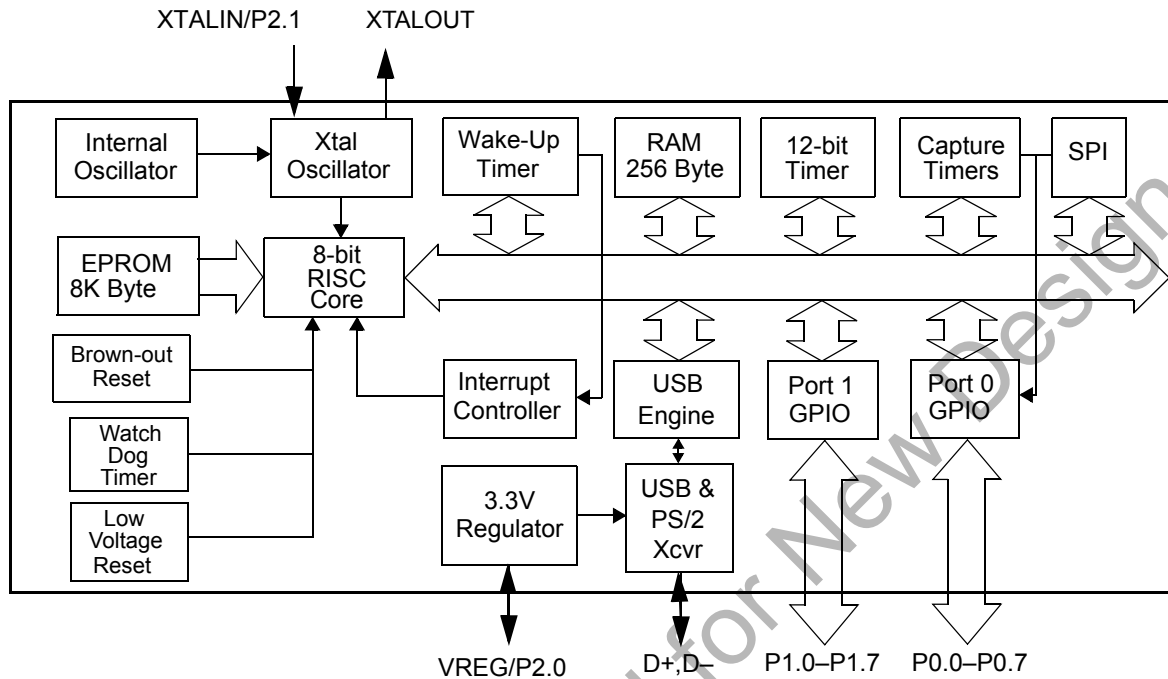 XTALIN/P2.1
XTALOUT
Internal
Oscillator
Xtal
Oscillator
Wake-Up
Timer
RAM
256 Byte
12-bit
Timer
Capture
Timers
SPI
EPROM
8K Byte
8-bit
RISC
Core
Brown-out
Reset
Watch
Dog
Timer
Low
Voltage
Reset
Interrupt
Controller
USB
Engine
Port 1
GPIO
Port 0
GPIO
3.3V
Regulator
USB &
PS/2
Xcvr
VREG/P2.0
D+,D–
P1.0–P1.7
P0.0–P0.7
for New Design